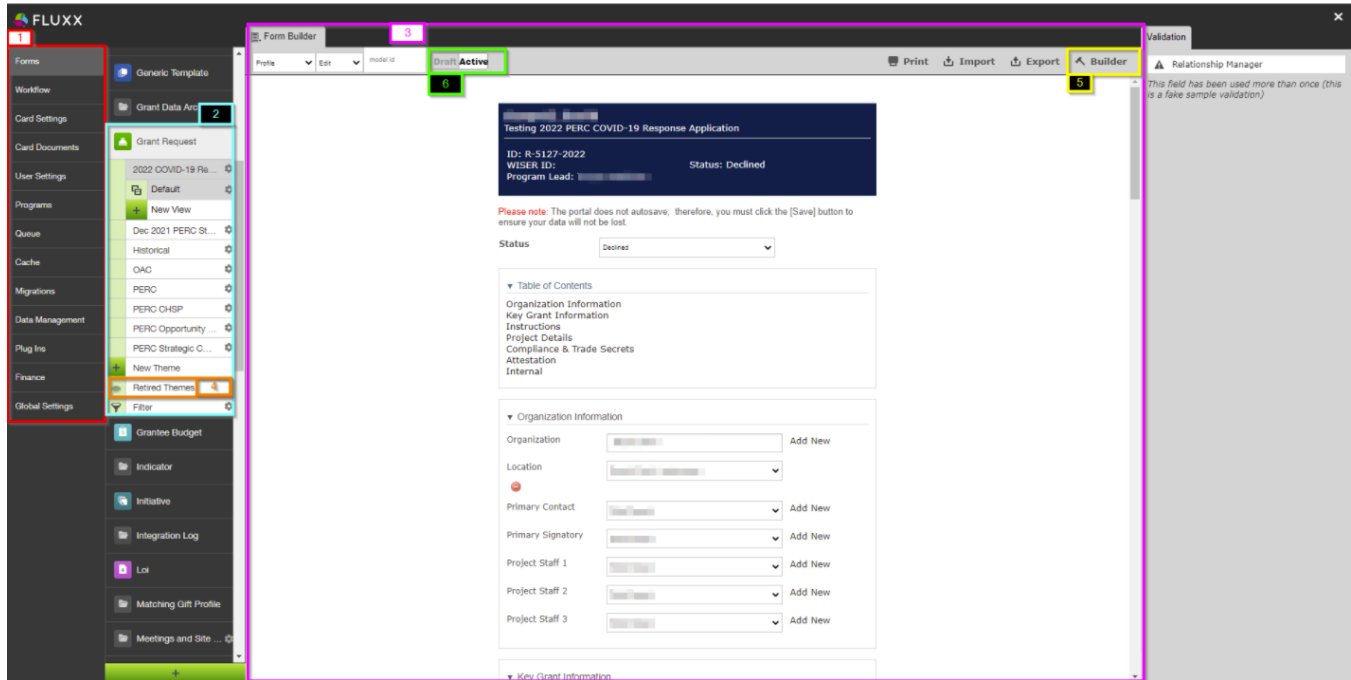 FLUXX
×
1
Forms
Workflow
Card Settings
Card Documents
User Settings
Programs
Queue
Cache
Migrations
Data Management
Plug Ins
Finance
Global Settings
Generic Template
Grant Data Arc
2
Grant Request
2022 COVID-19 Re...
Default
+ New View
Dec 2021 PERC St...
Historical
OAC
PERC
PERC CHSP
PERC Opportunity ...
PERC Strategic C...
+ New Theme
Retired Themes 4
Filter
Grantee Budget
Indicator
Initiative
Integration Log
Loi
Matching Gift Profile
Meetings and Site ...
+
Form Builder
3
Profile Edit model id Draft Active Print Import Export Builder
6
5
Testing 2022 PERC COVID-19 Response Application
ID: R-5127-2022
WISER ID: Status: Declined
Program Lead:
Please note: The portal does not autosave; therefore, you must click the [Save] button to
ensure your data will not be lost.
Status Declined
Table of Contents
Organization Information
Key Grant Information
Instructions
Project Details
Compliance & Trade Secrets
Attestation
Internal
Organization Information
Organization Add New
Location
Primary Contact Add New
Primary Signatory Add New
Project Staff 1 Add New
Project Staff 2 Add New
Project Staff 3 Add New
Key Grant Information
Validation
Relationship Manager
This field has been used more than once (this
is a fake sample validation)